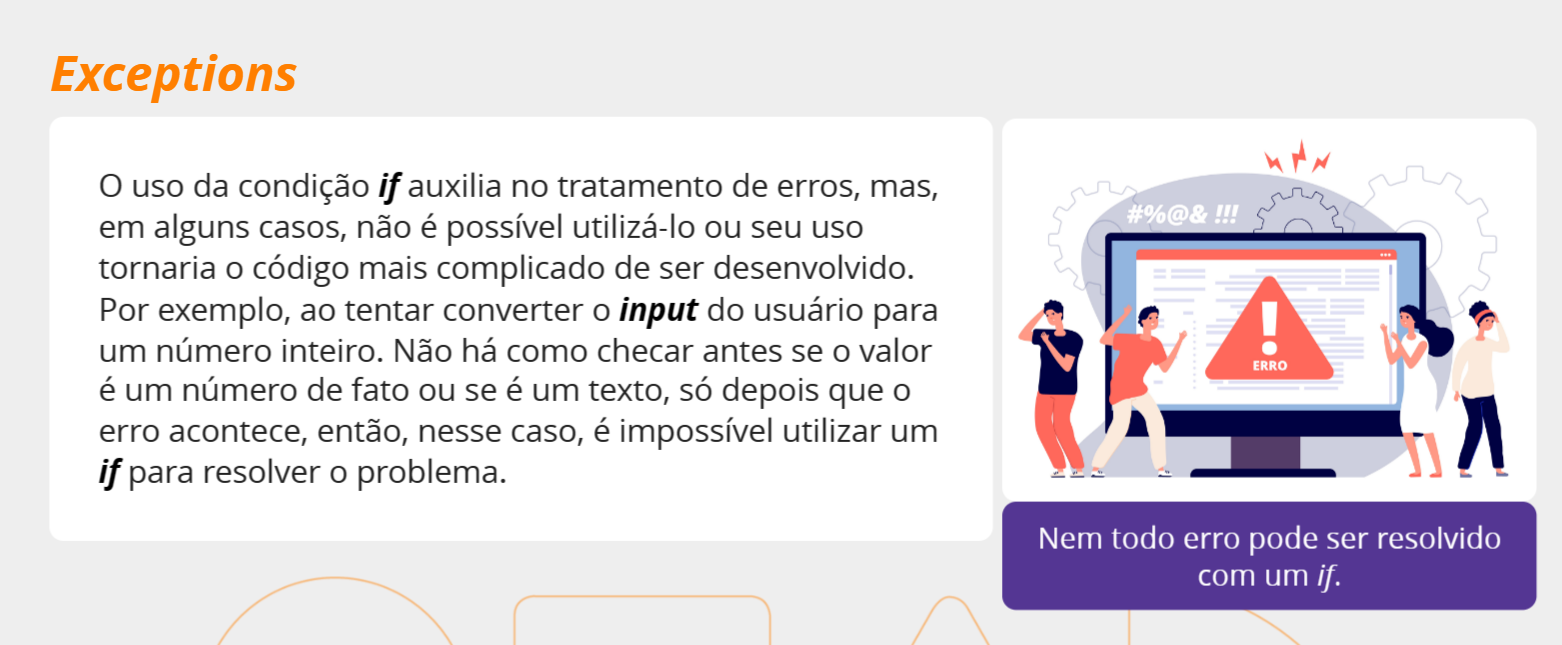 Exceptions
O uso da condição if auxilia no tratamento de erros, mas,
em alguns casos, não é possível utilizá-lo ou seu uso
tornaria o código mais complicado de ser desenvolvido.
Por exemplo, ao tentar converter o input do usuário para
um número inteiro. Não há como checar antes se o valor
é um número de fato ou se é um texto, só depois que o
erro acontece, então, nesse caso, é impossível utilizar um
if para resolver o problema.
#%@& !!!
!
ERRO
Nem todo erro pode ser resolvido
com um if.